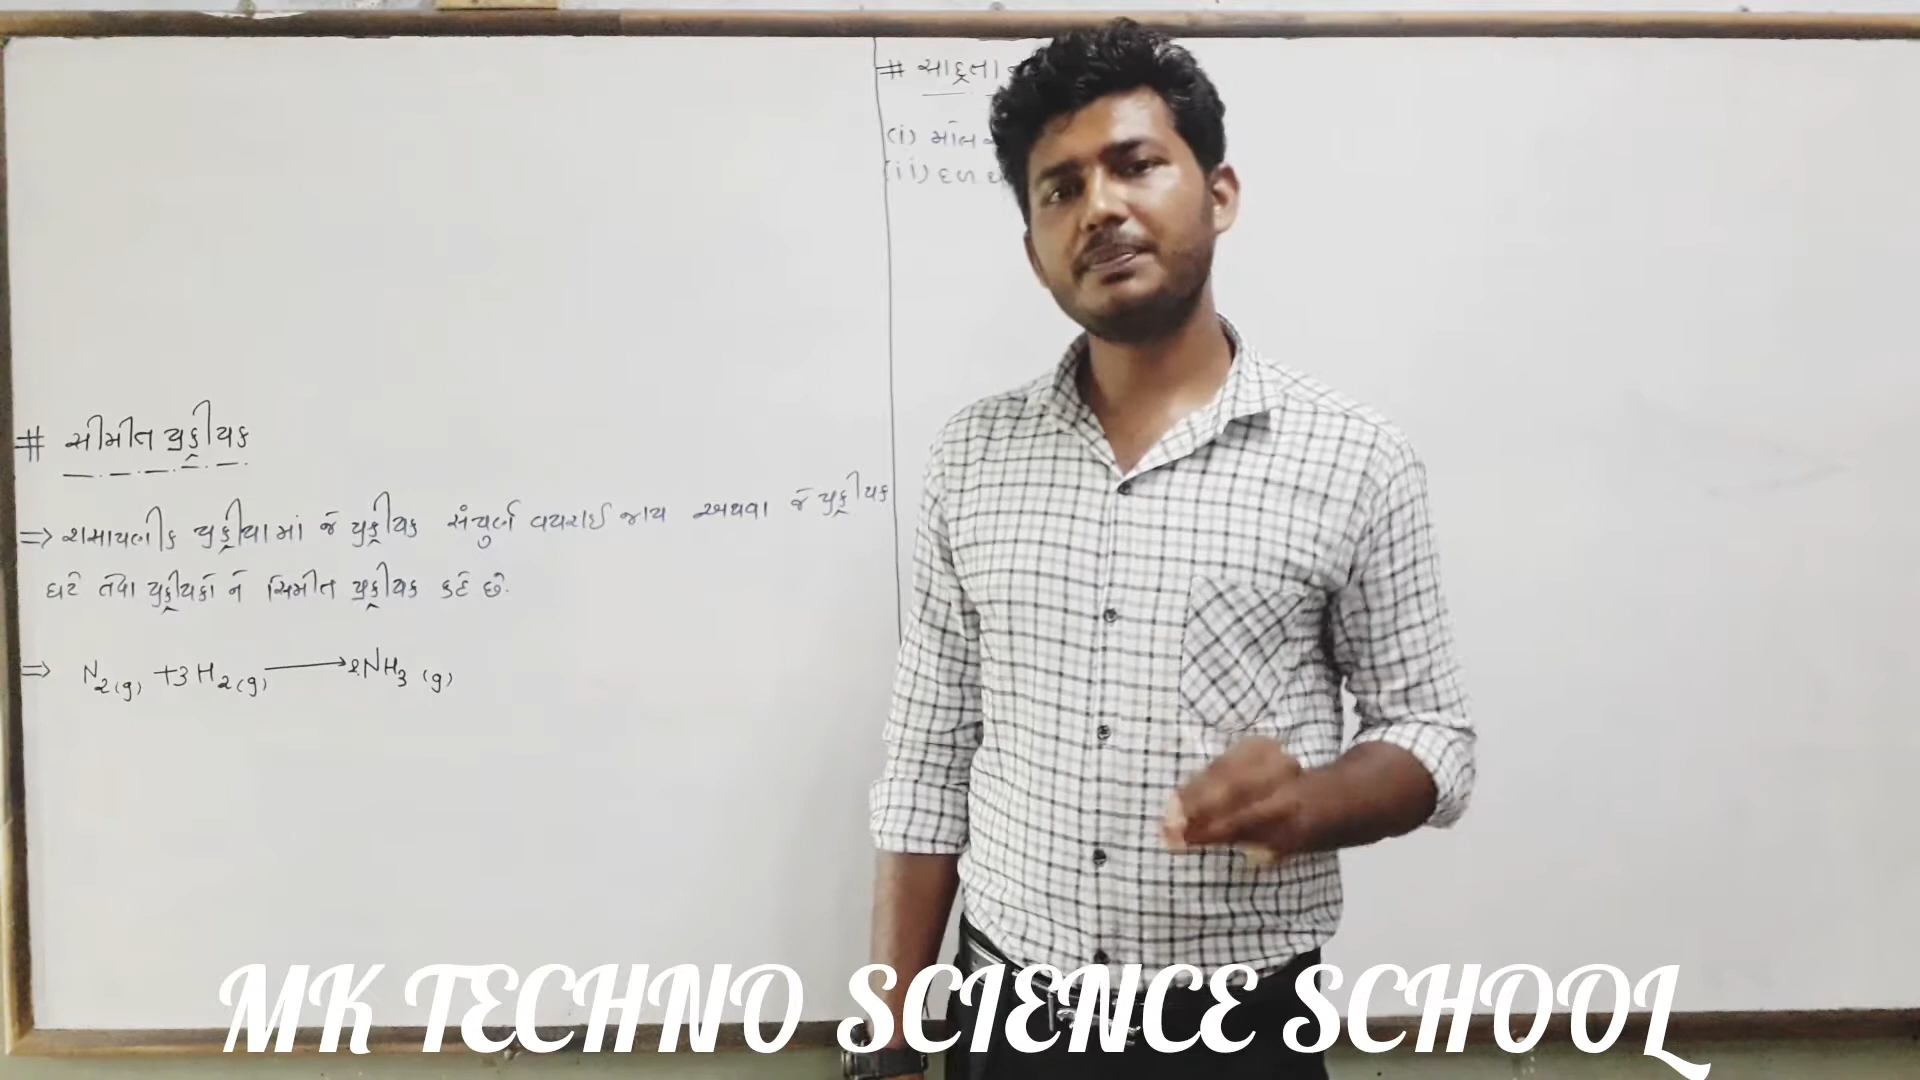 # સીમીત પ્રક્રીયક
⇒ રાસાયણીક પ્રક્રીયા માં જે પ્રક્રીયક સંપુર્ણ વપરાઈ જાય અથવા જે પ્રક્રીયક
ઘટે તેવા પ્રક્રીયકો ને સિમીત પ્રક્રીયક કહે છે.
⇒ N2(g) +3H2(g) ⟶ 2NH3 (g)
# સાદ્રતા
(i) મોલ
(ii) દળ
MK TECHNO SCIENCE SCHOOL